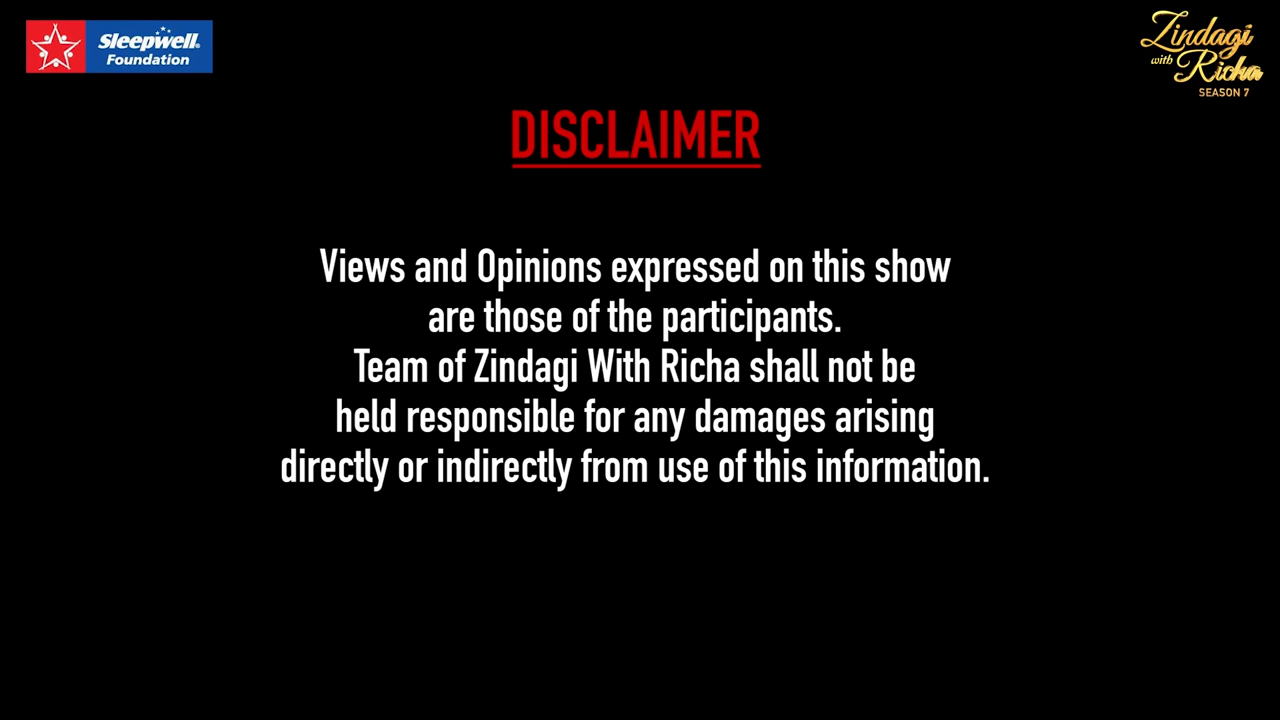 Sleepwell®
Foundation
Zindagi
with
Richa
SEASON 7
DISCLAIMER
Views and Opinions expressed on this show
are those of the participants.
Team of Zindagi With Richa shall not be
held responsible for any damages arising
directly or indirectly from use of this information.